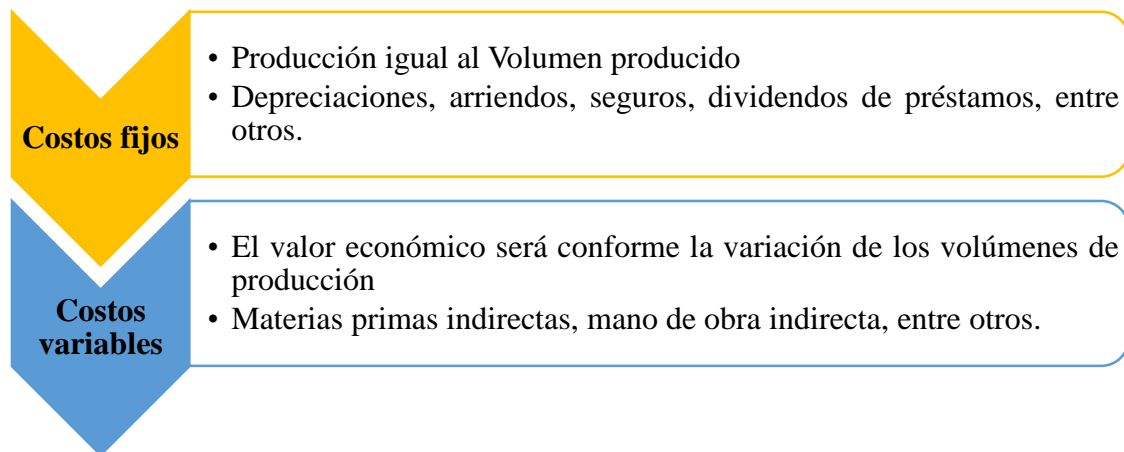 Costos fijos
• Producción igual al Volumen producido
• Depreciaciones, arriendos, seguros, dividendos de préstamos, entre
otros.
Costos
variables
• El valor económico será conforme la variación de los volúmenes de
producción
• Materias primas indirectas, mano de obra indirecta, entre otros.